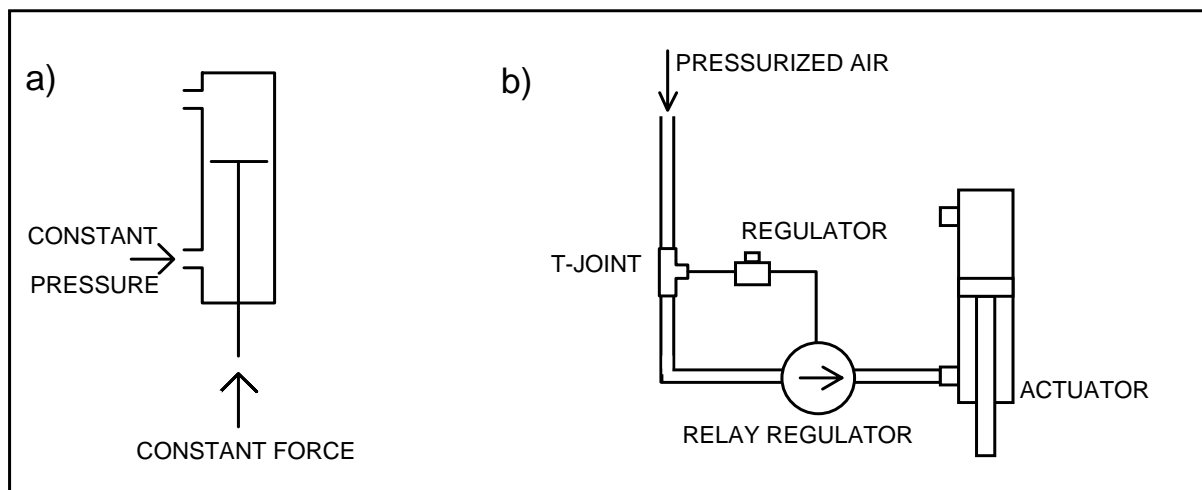 a)
CONSTANT
PRESSURE
CONSTANT FORCE
b)
PRESSURIZED AIR
REGULATOR
T-JOINT
RELAY REGULATOR
ACTUATOR